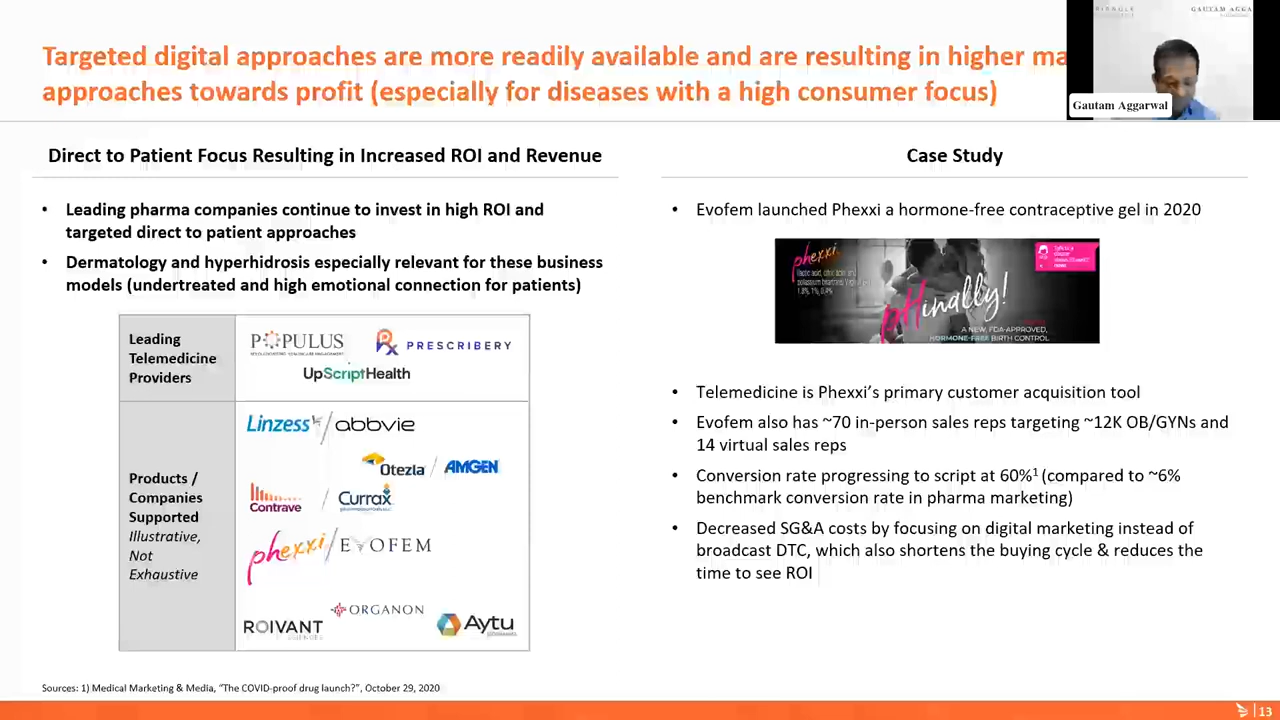 Targeted digital approaches are more readily available and are resulting in higher
approaches towards profit (especially for diseases with a high consumer focus)
GAUTAM AGGA
Gautam Aggarwal
Direct to Patient Focus Resulting in Increased ROI and Revenue
• Leading pharma companies continue to invest in high ROI and
targeted direct to patient approaches
• Dermatology and hyperhidrosis especially relevant for these business
models (undertreated and high emotional connection for patients)
Leading
Telemedicine
Providers
POPULUS
PRESCRIBERY
UpScriptHealth
Products /
Companies
Supported
Illustrative,
Not
Exhaustive
Linzess / abbvie
Otezla / AMGEN
Contrave / Currax
phexxi / EVOFEM
ORGANON
ROIVANT
SCIENCES
Aytu
Case Study
• Evofem launched Phexxi a hormone-free contraceptive gel in 2020
phexxi
pHinally!
A NEW, FDA-APPROVED,
HORMONE-FREE BIRTH CONTROL
• Telemedicine is Phexxi's primary customer acquisition tool
• Evofem also has ~70 in-person sales reps targeting ~12K OB/GYNs and
14 virtual sales reps
• Conversion rate progressing to script at 60%¹ (compared to ~6%
benchmark conversion rate in pharma marketing)
• Decreased SG&A costs by focusing on digital marketing instead of
broadcast DTC, which also shortens the buying cycle & reduces the
time to see ROI
Sources: 1) Medical Marketing & Media, "The COVID-proof drug launch?", October 29, 2020
13